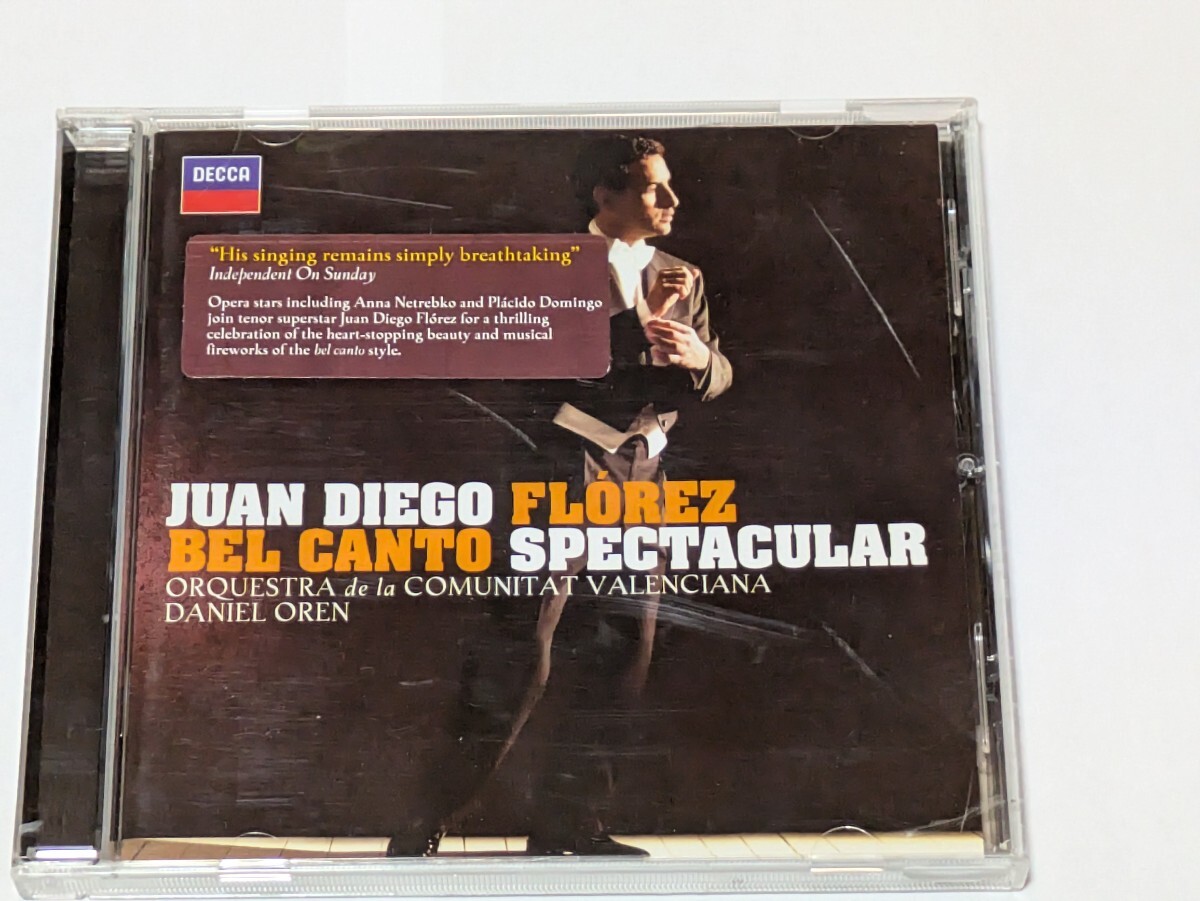 DECCA
“His singing remains simply breathtaking”
Independent On Sunday
Opera stars including Anna Netrebko and Plácido Domingo
join tenor superstar Juan Diego Flórez for a thrilling
celebration of the heart-stopping beauty and musical
fireworks of the bel canto style.
JUAN DIEGO FLÓREZ
BEL CANTO SPECTACULAR
ORQUESTRA de la COMUNITAT VALENCIANA
DANIEL OREN